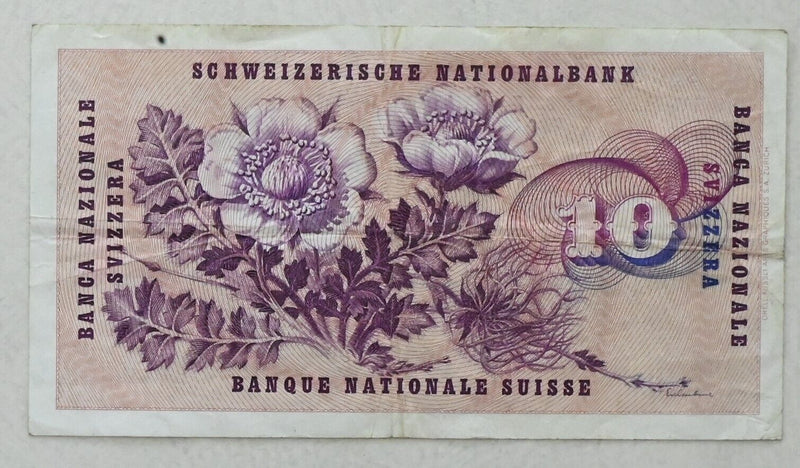 SCHWEIZERISCHE NATIONALBANK
BANCA NAZIONALE
SVIZZERA
10
BANCA NAZIONALE
SVIZZERA
BANQUE NATIONALE SUISSE